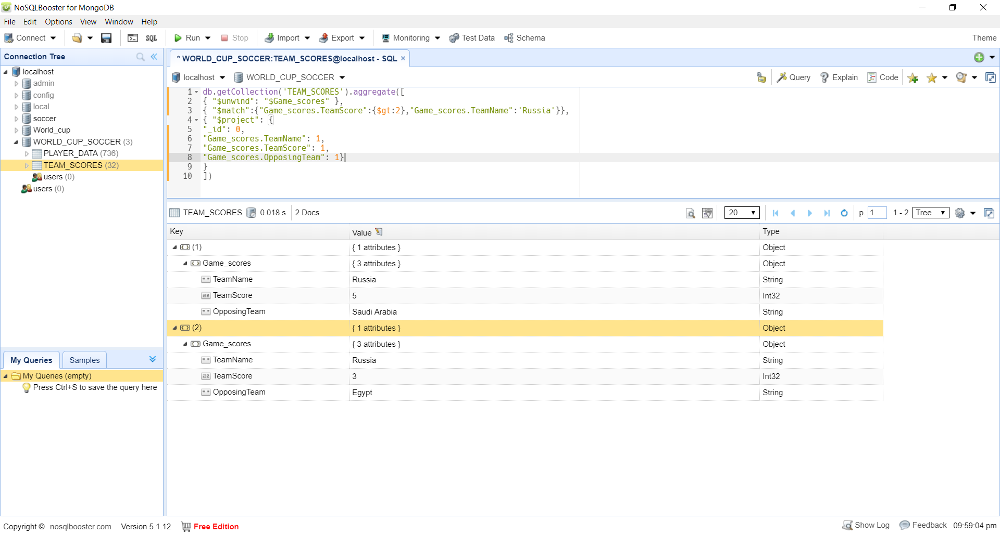 NoSQLBooster for MongoDB
File Edit Options View Window Help
Connect SQL Run Stop Import Export Monitoring Test Data Schema Theme
Connection Tree
localhost
admin
config
local
soccer
World_cup
WORLD_CUP_SOCCER (3)
PLAYER_DATA (736)
TEAM_SCORES (32)
users (0)
users (0)
My Queries Samples
My Queries (empty)
Press Ctrl+S to save the query here
* WORLD_CUP_SOCCER:TEAM_SCORES@localhost - SQL ×
localhost WORLD_CUP_SOCCER Query Explain Code
1 db.getCollection('TEAM_SCORES').aggregate([
2 { "$unwind": "$Game_scores" },
3 { "$match":{"Game_scores.TeamScore":{$gt:2},"Game_scores.TeamName":'Russia'}},
4 { "$project": {
5 "_id": 0,
6 "Game_scores.TeamName": 1,
7 "Game_scores.TeamScore": 1,
8 "Game_scores.OpposingTeam": 1}
9 }
10 ])
TEAM_SCORES 0.018 s 2 Docs 20 p. 1 1 - 2 Tree
Key Value Type
(1) { 1 attributes } Object
Game_scores { 3 attributes } Object
TeamName Russia String
i32 TeamScore 5 Int32
OpposingTeam Saudi Arabia String
(2) { 1 attributes } Object
Game_scores { 3 attributes } Object
TeamName Russia String
i32 TeamScore 3 Int32
OpposingTeam Egypt String
Copyright © nosqlbooster.com Version 5.1.12 Free Edition Show Log Feedback 09:59:04 pm